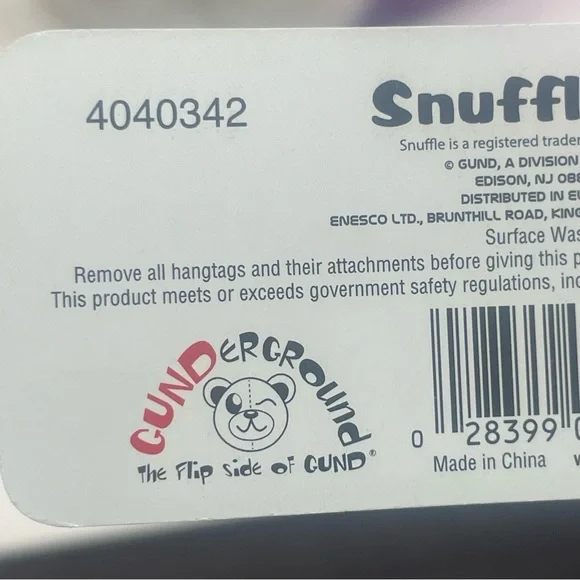 4040342
Snuffl
Snuffle is a registered trader
© GUND, A DIVISION
EDISON, NJ 088
DISTRIBUTED IN EU
ENESCO LTD., BRUNTHILL ROAD, KING
Surface Was
Remove all hangtags and their attachments before giving this p
This product meets or exceeds government safety regulations, inc
GUNDERGROUND
The Flip Side of GUND®
0 28399 0
Made in China w